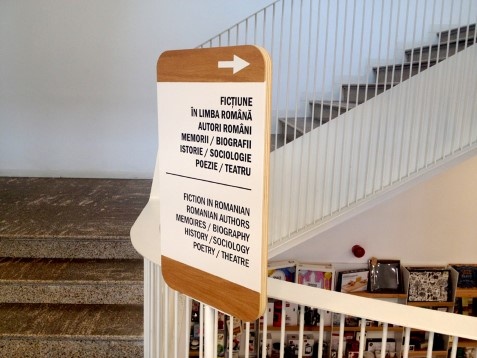 FICȚIUNE
ÎN LIMBA ROMÂNĂ
AUTORI ROMÂNI
MEMORII / BIOGRAFII
ISTORIE / SOCIOLOGIE
POEZIE / TEATRU
FICTION IN ROMANIAN
ROMANIAN AUTHORS
MEMOIRES / BIOGRAPHY
HISTORY /SOCIOLOGY
POETRY / THEATRE